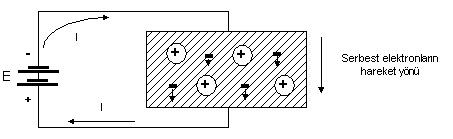 -
I
E
+
I
+
+
+
+
Serbest elektronların
hareket yönü